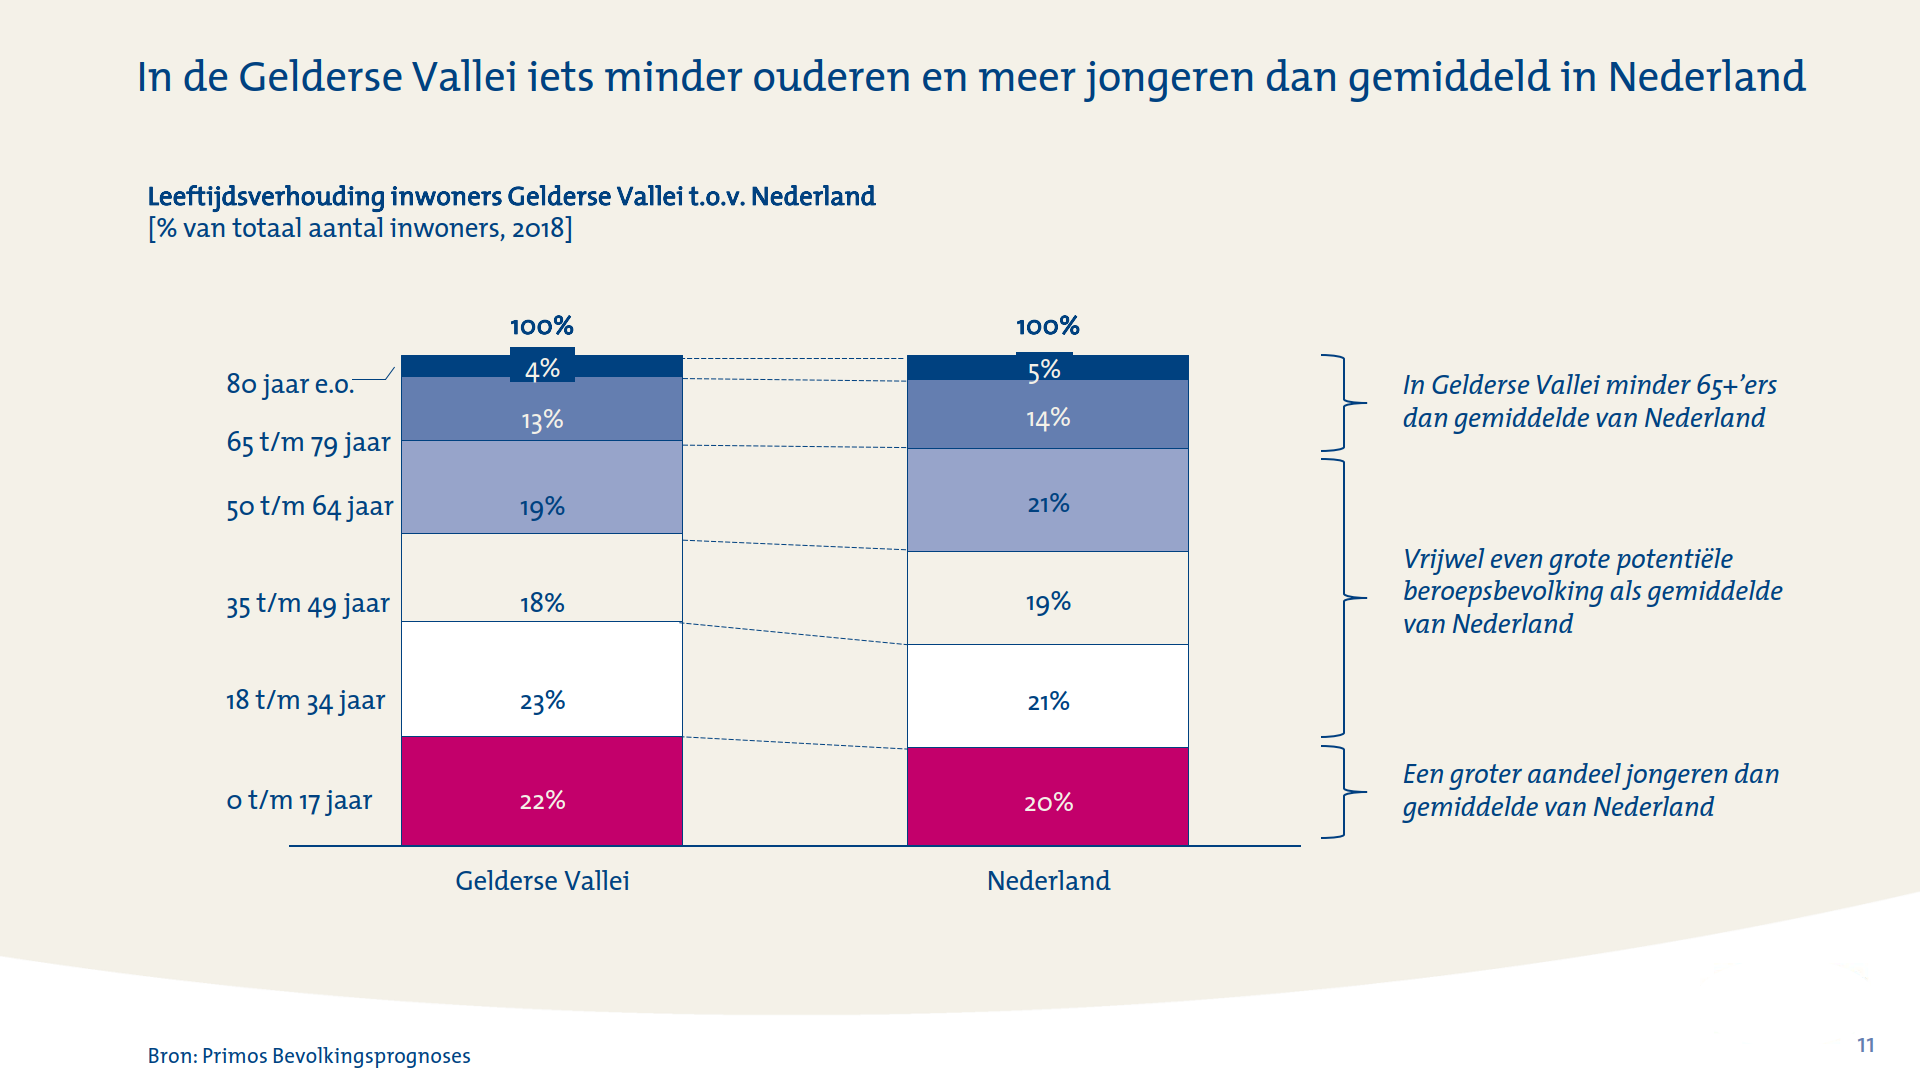 In de Gelderse Vallei iets minder ouderen en meer jongeren dan gemiddeld in Nederland
Leeftijdsverhouding inwoners Gelderse Vallei t.o.v. Nederland
[% van totaal aantal inwoners, 2018]
100%
100%
80 jaar e.o.
4%
5%
65 t/m 79 jaar
13%
14%
50 t/m 64 jaar
19%
21%
35 t/m 49 jaar
18%
19%
18 t/m 34 jaar
23%
21%
0 t/m 17 jaar
22%
20%
Gelderse Vallei
Nederland
In Gelderse Vallei minder 65+'ers
dan gemiddelde van Nederland
Vrijwel even grote potentiële
beroepsbevolking als gemiddelde
van Nederland
Een groter aandeel jongeren dan
gemiddelde van Nederland
Bron: Primos Bevolkingsprognoses
11